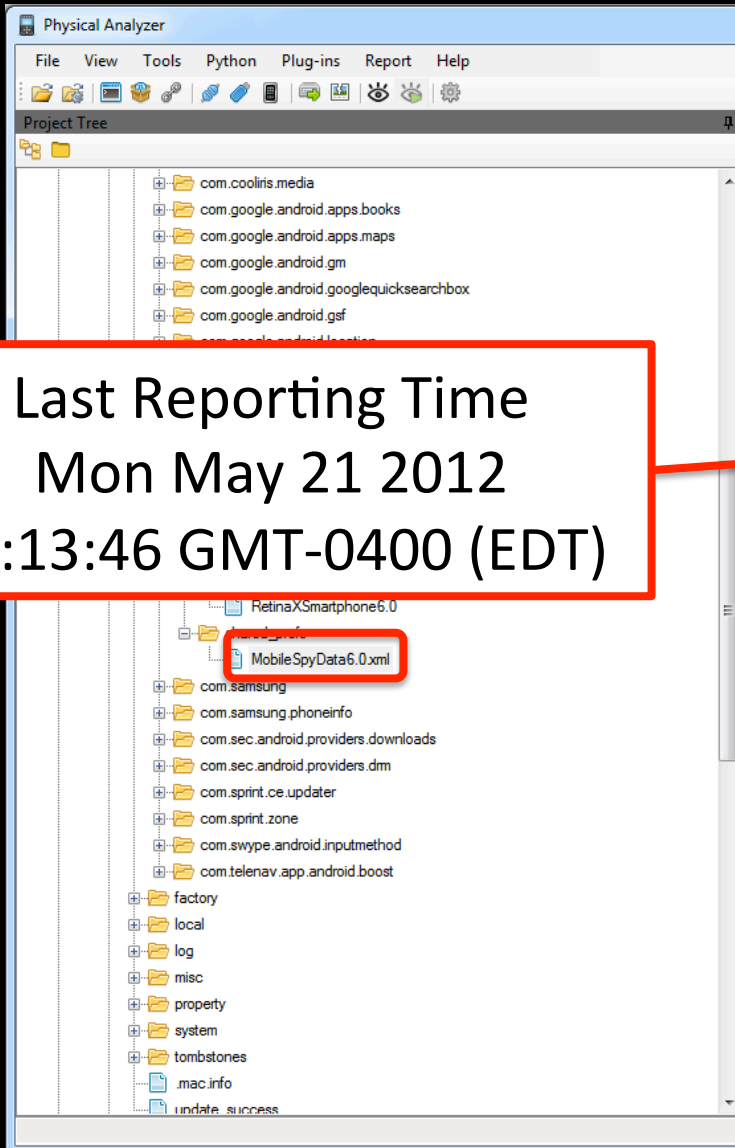 Physical Analyzer
File View Tools Python Plug-ins Report Help
Project Tree
com.cooliris.media
com.google.android.apps.books
com.google.android.apps.maps
com.google.android.gm
com.google.android.googlequicksearchbox
com.google.android.gsf
com.google.android.location
Last Reporting Time
Mon May 21 2012
:13:46 GMT-0400 (EDT)
RetinaXSmartphone6.0
shared_prefs
MobileSpyData6.0.xml
com.samsung
com.samsung.phoneinfo
com.sec.android.providers.downloads
com.sec.android.providers.drm
com.sprint.ce.updater
com.sprint.zone
com.swype.android.inputmethod
com.telenav.app.android.boost
factory
local
log
misc
property
system
tombstones
.mac.info
update_success